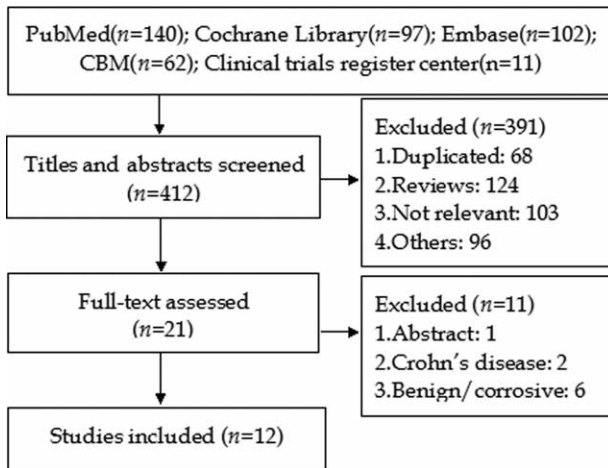 PubMed(n=140); Cochrane Library(n=97); Embase(n=102);
CBM(n=62); Clinical trials register center(n=11)
Titles and abstracts screened
(n=412)
Excluded (n=391)
1.Duplicated: 68
2.Reviews: 124
3.Not relevant: 103
4.Others: 96
Full-text assessed
(n=21)
Excluded (n=11)
1.Abstract: 1
2.Crohn's disease: 2
3.Benign/corrosive: 6
Studies included (n=12)